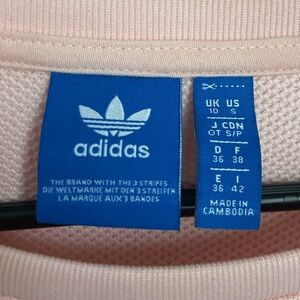 adidas
THE BRAND WITH THE 3 STRIPES
DIE WELTMARKE MIT DEN 3 STREIFEN
LA MARQUE AUX 3 BANDES
UK US
10 S
J CDN
OT S/P
D F
36 38
E I
36 42
MADE IN
CAMBODIA